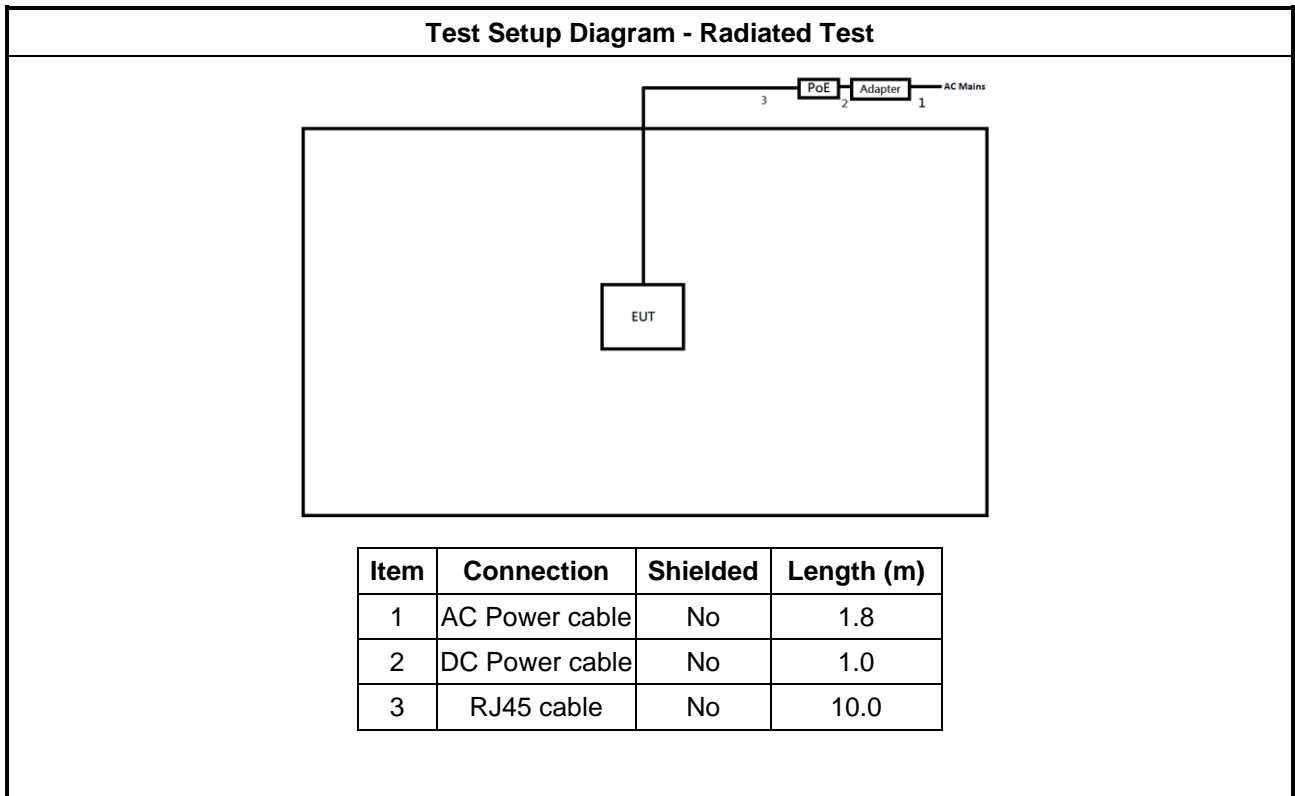 Test Setup Diagram - Radiated Test
3 PoE 2 Adapter 1 AC Mains
EUT
Item Connection Shielded Length (m)
1 AC Power cable No 1.8
2 DC Power cable No 1.0
3 RJ45 cable No 10.0